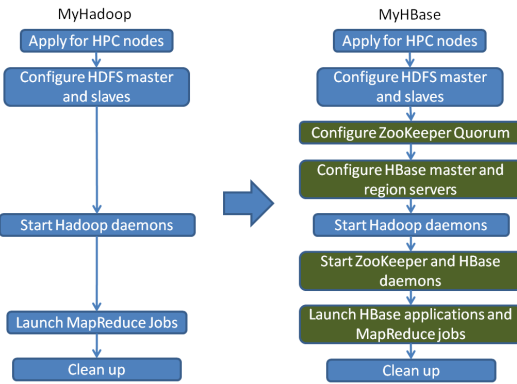 MyHadoop
Apply for HPC nodes
Configure HDFS master
and slaves
Start Hadoop daemons
Launch MapReduce Jobs
Clean up
MyHBase
Apply for HPC nodes
Configure HDFS master
and slaves
Configure ZooKeeper Quorum
Configure HBase master and
region servers
Start Hadoop daemons
Start ZooKeeper and HBase
daemons
Launch HBase applications and
MapReduce jobs
Clean up